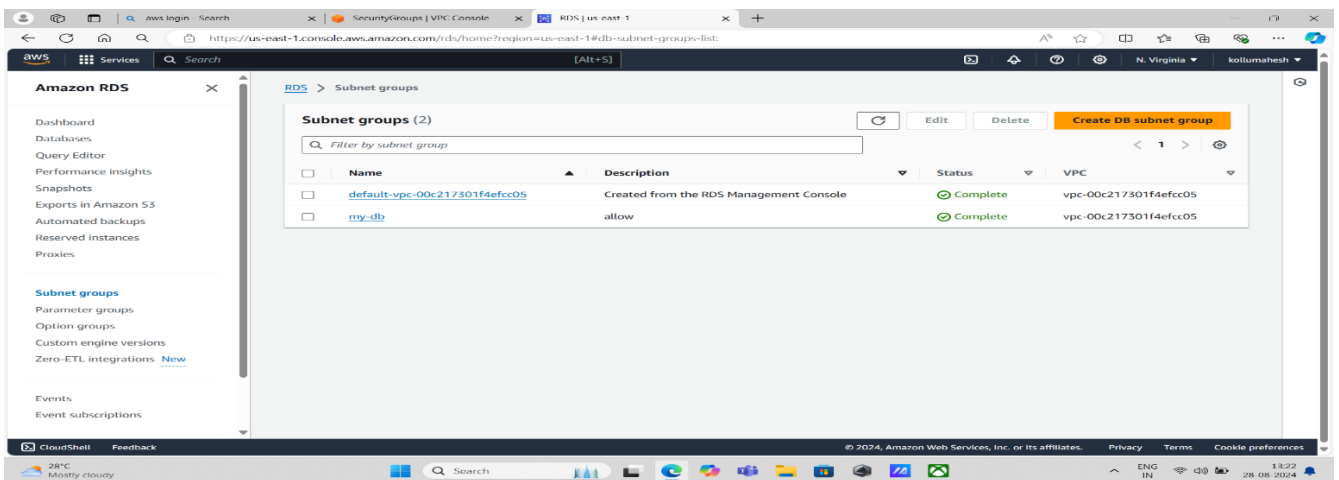 aws login - Search
SecurityGroups | VPC Console
RDS | us-east-1
https://us-east-1.console.aws.amazon.com/rds/home?region=us-east-1#db-subnet-groups-list:
aws Services Search [Alt+S] N. Virginia kollumahesh
Amazon RDS
Dashboard
Databases
Query Editor
Performance insights
Snapshots
Exports in Amazon S3
Automated backups
Reserved instances
Proxies
Subnet groups
Parameter groups
Option groups
Custom engine versions
Zero-ETL integrations New
Events
Event subscriptions
RDS > Subnet groups
Subnet groups (2) Edit Delete Create DB subnet group
Filter by subnet group < 1 >
Name Description Status VPC
default-vpc-00c217301f4efcc05 Created from the RDS Management Console Complete vpc-00c217301f4efcc05
my-db allow Complete vpc-00c217301f4efcc05
CloudShell Feedback © 2024, Amazon Web Services, Inc. or its affiliates. Privacy Terms Cookie preferences
28°C
Mostly cloudy
Search
ENG
IN
13:22
28-08-2024